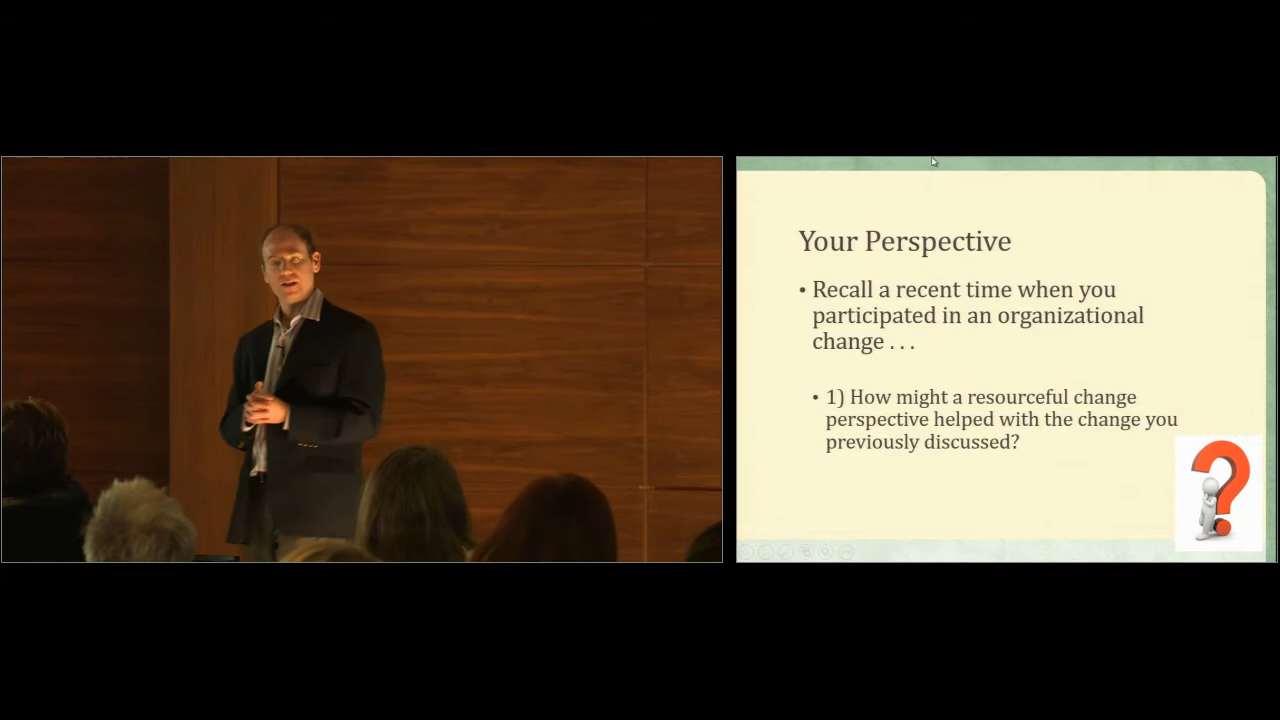 Your Perspective
• Recall a recent time when you
participated in an organizational
change . . .
• 1) How might a resourceful change
perspective helped with the change you
previously discussed?